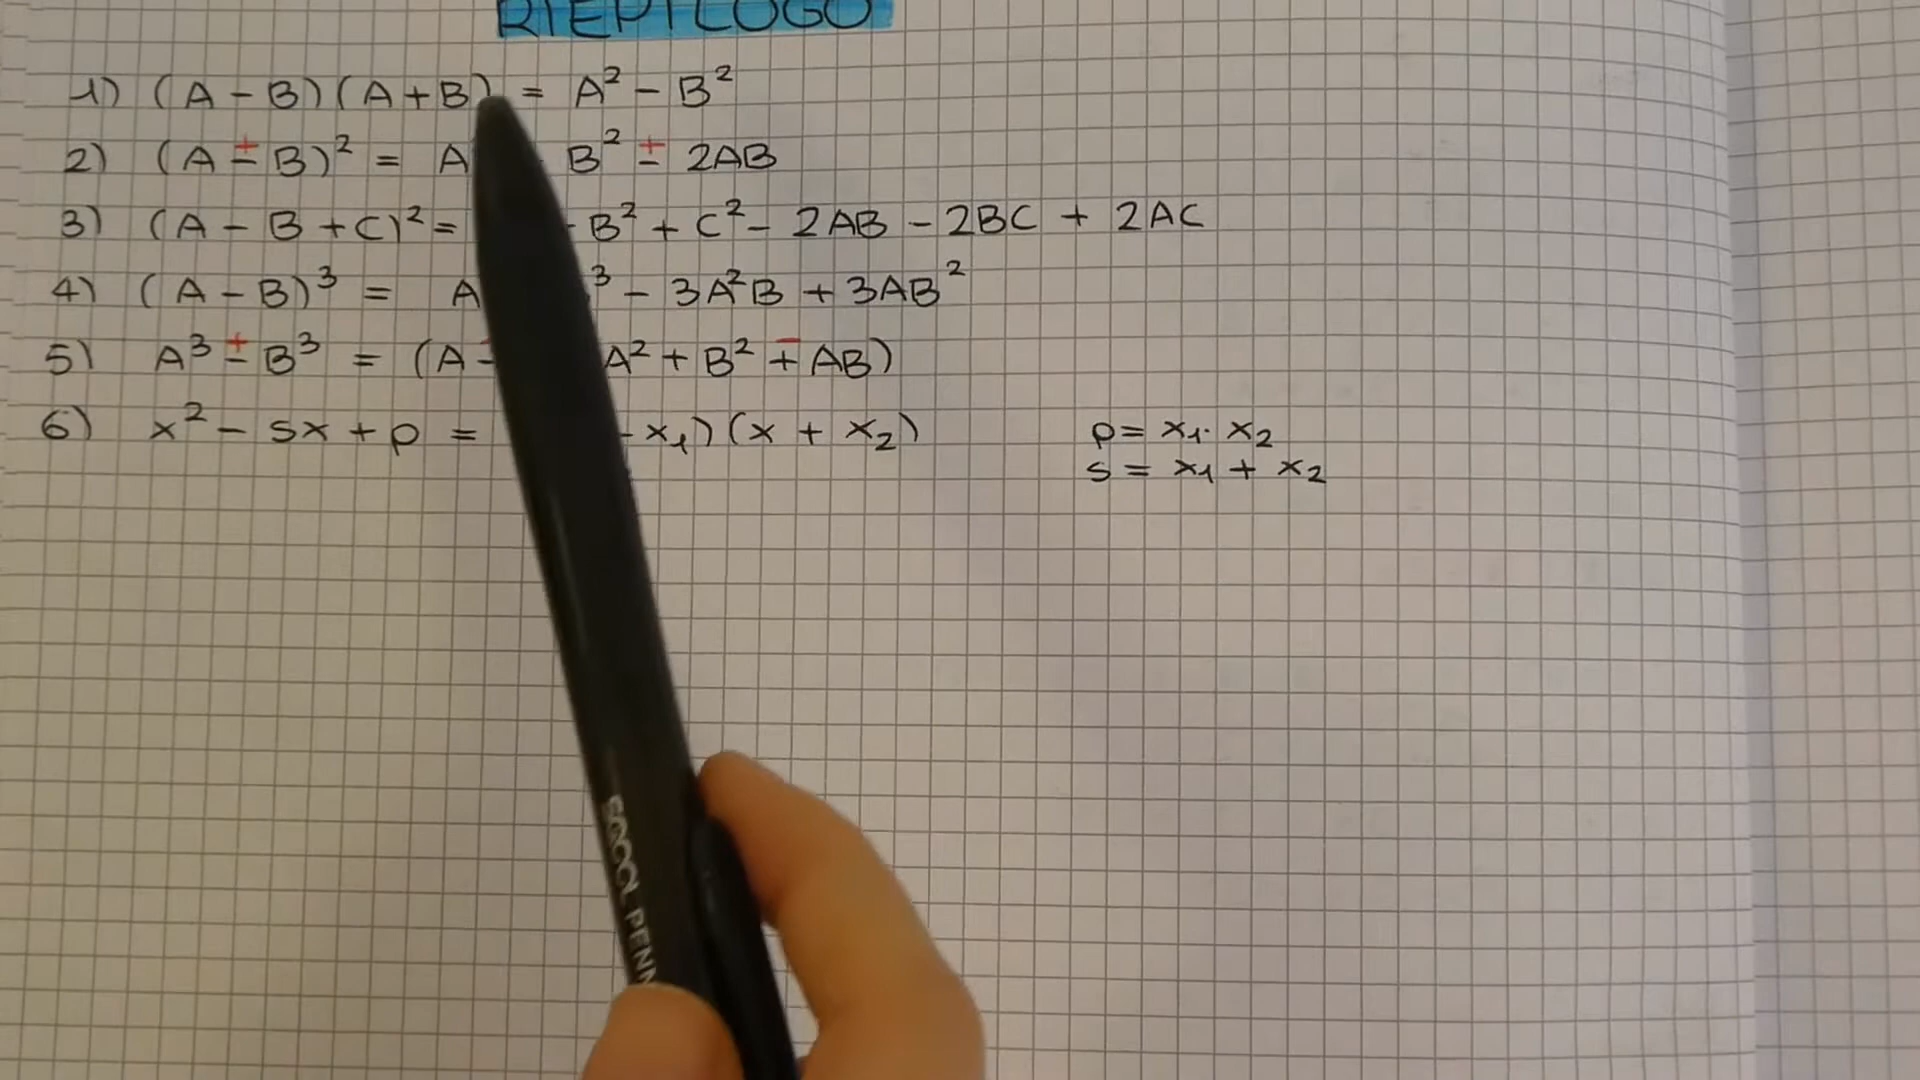 RIEPILOGO
1) (A - B) (A + B) = A² - B²
2) (A ± B)² = A B² ± 2AB
3) (A - B + C)² = B² + C² - 2AB - 2BC + 2AC
4) (A - B)³ = A ³ - 3A²B + 3AB²
5) A³ ± B³ = (A - A² + B² ∓ AB)
6) x² - sx + p = - x₁) (x + x₂)
p = x₁ · x₂
s = x₁ + x₂
SCOOL PENN